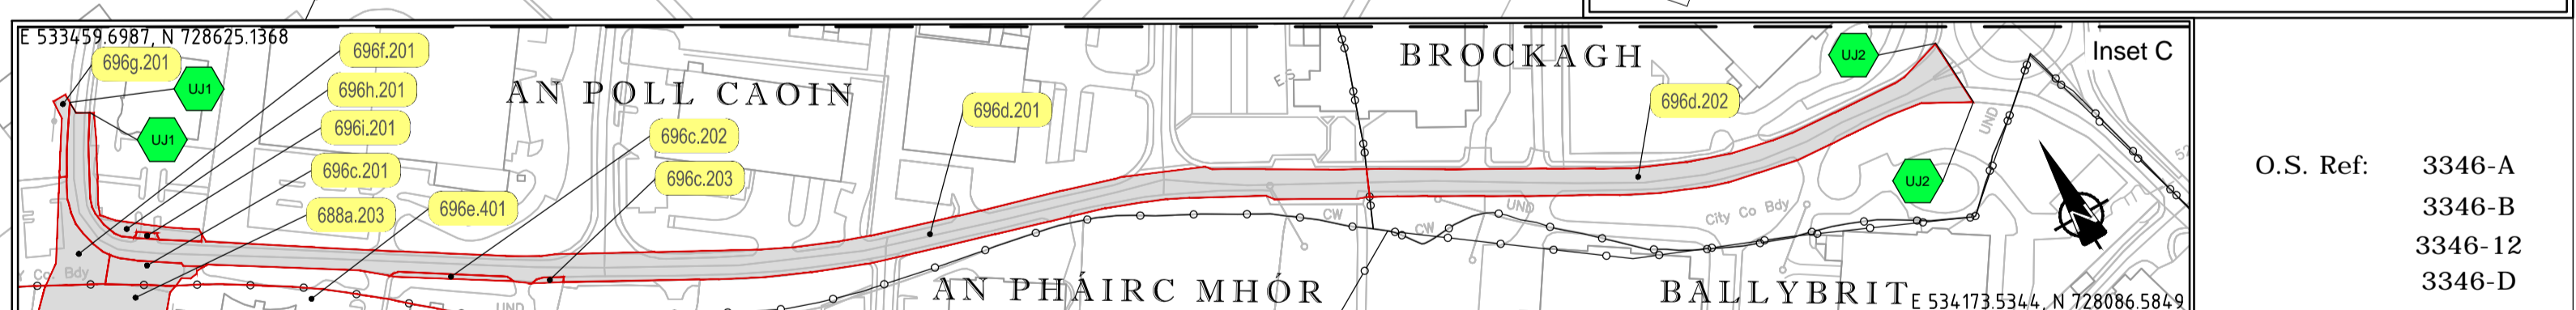 E 533459.6987, N 728625.1368
696g.201
UJ1
UJ1
696f.201
696h.201
696i.201
696c.201
688a.203
696e.401
AN POLL CAOIN
696c.202
696c.203
696d.201
E S
BROCKAGH
696d.202
UJ2
UJ2
Inset C
UND
CW
CW
UND
City Co Bdy
Co Bdy
UND
AN PHÁIRC MHÓR
BALLYBRIT
E 534173.5344, N 728086.5849
O.S. Ref: 3346-A
3346-B
3346-12
3346-D